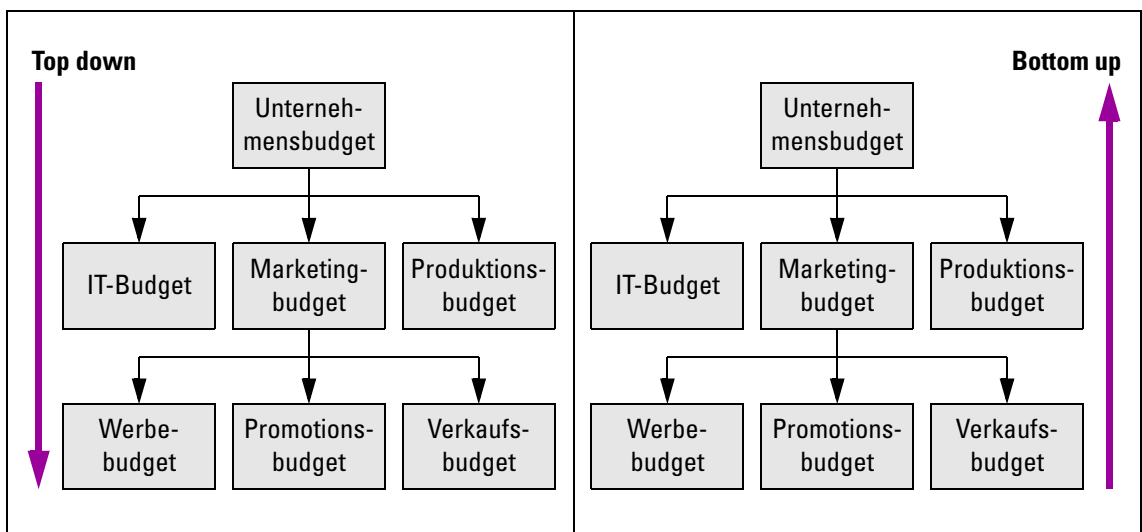 Top down
Unterneh-
mensbudget
IT-Budget
Marketing-
budget
Produktions-
budget
Werbe-
budget
Promotions-
budget
Verkaufs-
budget
Bottom up
Unterneh-
mensbudget
IT-Budget
Marketing-
budget
Produktions-
budget
Werbe-
budget
Promotions-
budget
Verkaufs-
budget